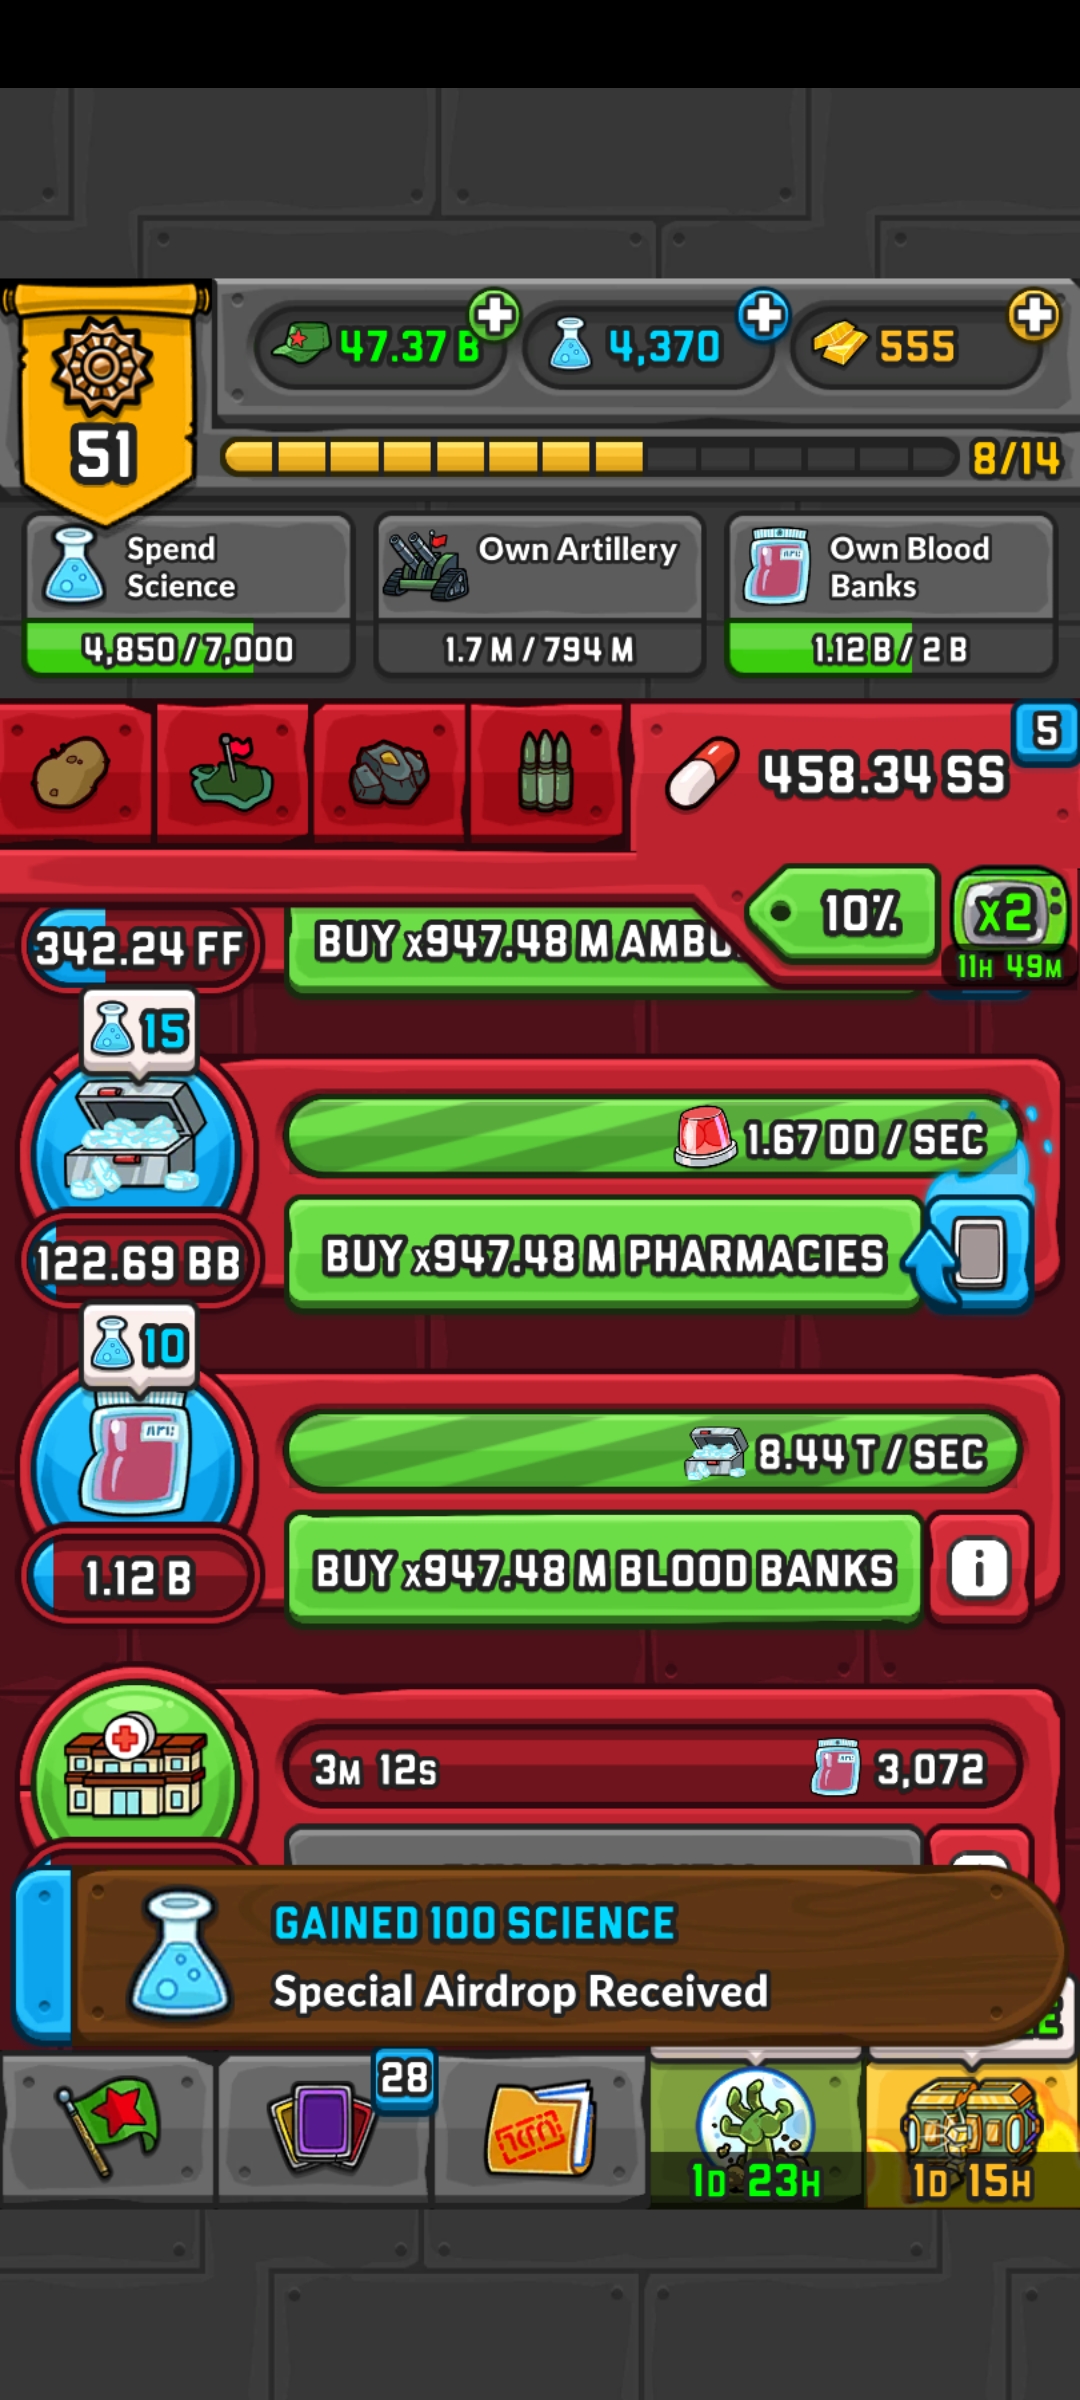 47.37 B
4,370
555
51
8/14
Spend
Science
4,850/7,000
Own Artillery
1.7 M / 794 M
Own Blood
Banks
1.12 B / 2 B
458.34 SS
5
10%
x2
11H 49M
342.24 FF
BUY x947.48 M AMBU
15
1.67 DD / SEC
122.69 BB
BUY x947.48 M PHARMACIES
10
8.44 T / SEC
1.12 B
BUY x947.48 M BLOOD BANKS
i
3M 12S
3,072
GAINED 100 SCIENCE
Special Airdrop Received
28
1D 23H
1D 15H